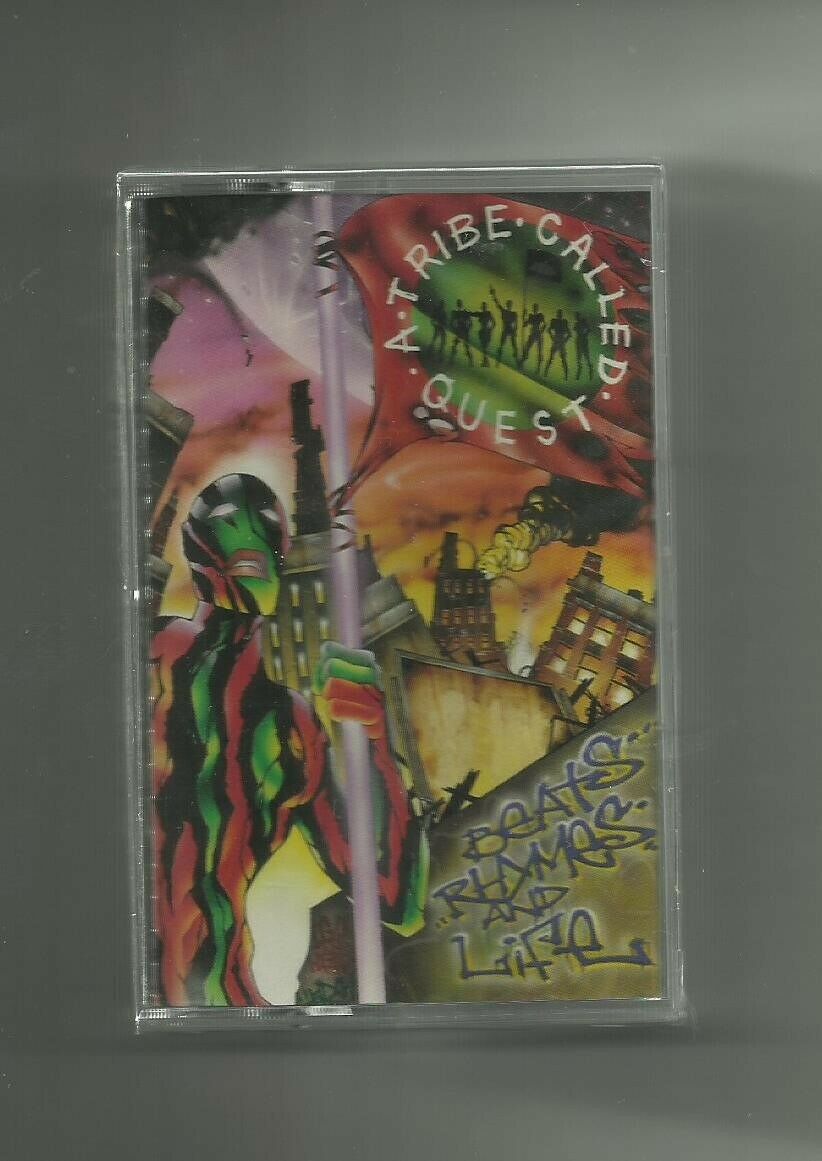 ·A·TRIBE·CALLED·
QUEST
BEATS
RHYMES
AND
LIFE